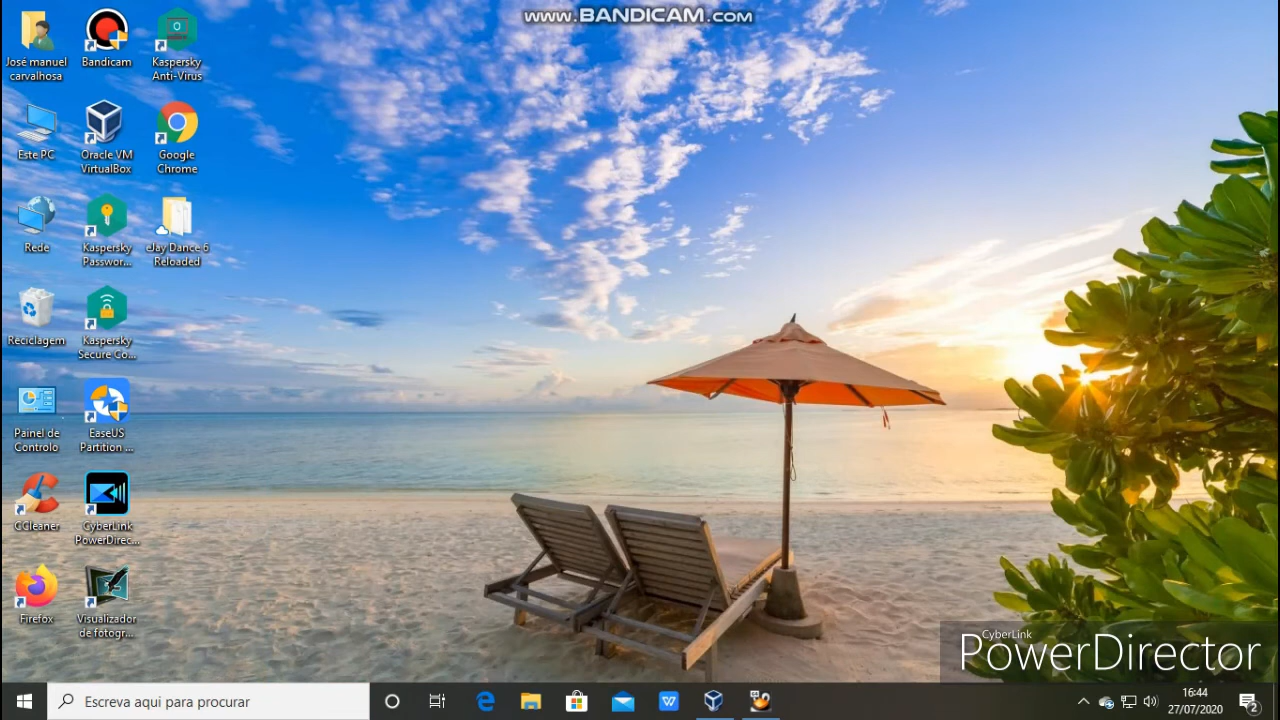 www.BANDICAM.com
José manuel
carvalhosa
Bandicam
Kaspersky
Anti-Virus
Este PC
Oracle VM
VirtualBox
Google
Chrome
Rede
Kaspersky
Passwor...
eJay Dance 6
Reloaded
Reciclagem
Kaspersky
Secure Co...
Painel de
Controlo
EaseUS
Partition ...
CCleaner
CyberLink
PowerDirec...
Firefox
Visualizador
de fotogr...
CyberLink
PowerDirector
Escreva aqui para procurar
16:44
27/07/2020
2